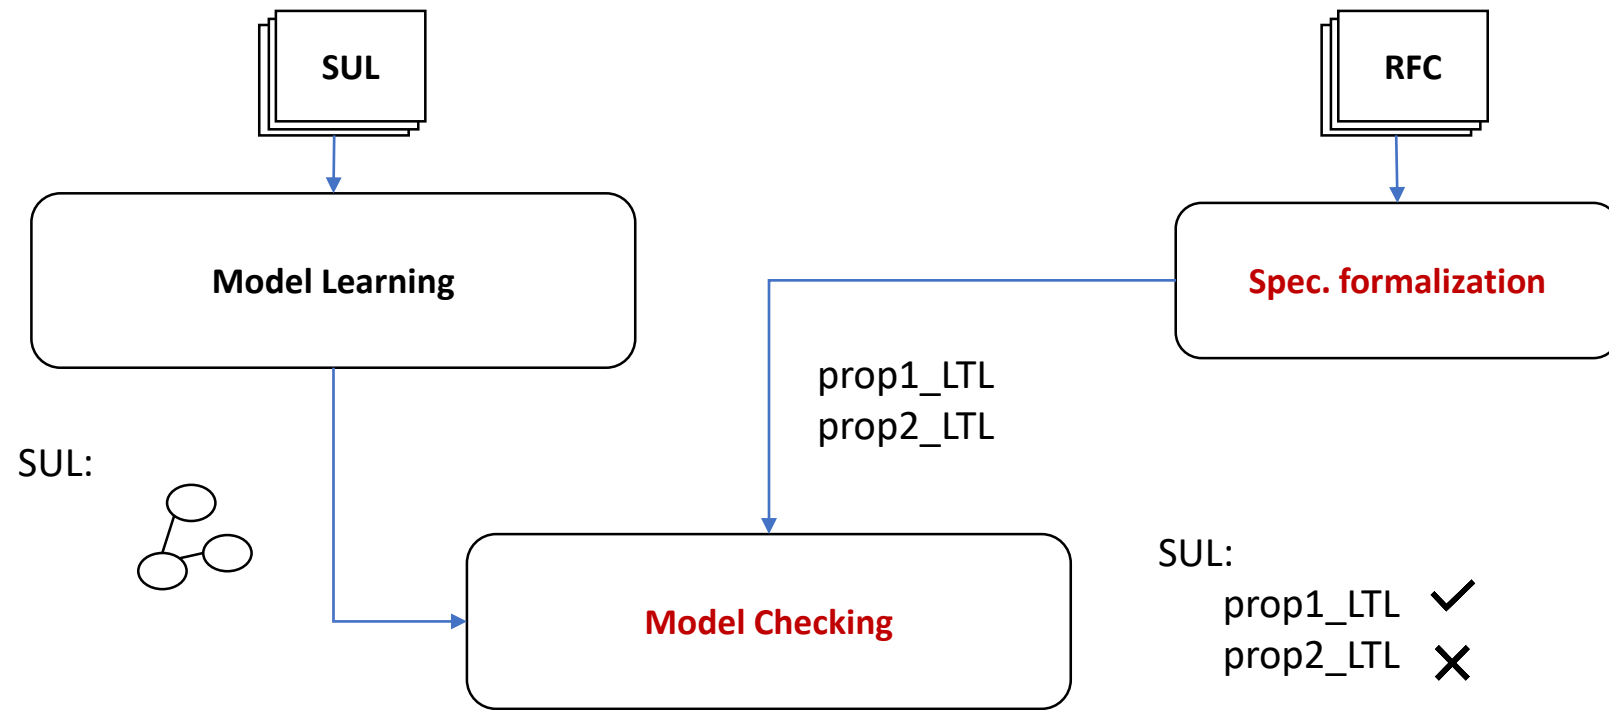 SUL
RFC
Model Learning
Spec. formalization
prop1_LTL
prop2_LTL
SUL:
Model Checking
SUL:
prop1_LTL
prop2_LTL